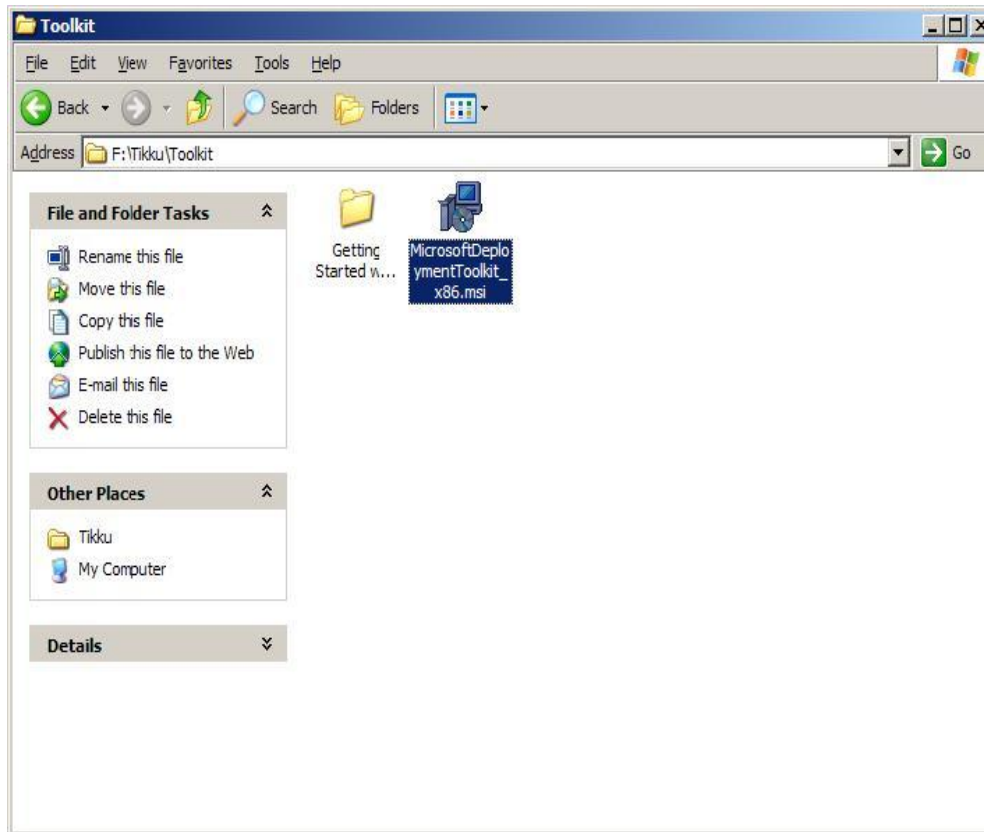 Toolkit
File Edit View Favorites Tools Help
Back Search Folders
Address F:\Tikku\Toolkit Go
File and Folder Tasks
Rename this file
Move this file
Copy this file
Publish this file to the Web
E-mail this file
Delete this file
Other Places
Tikku
My Computer
Details
Getting
Started w...
MicrosoftDeplo
ymentToolkit_
x86.msi